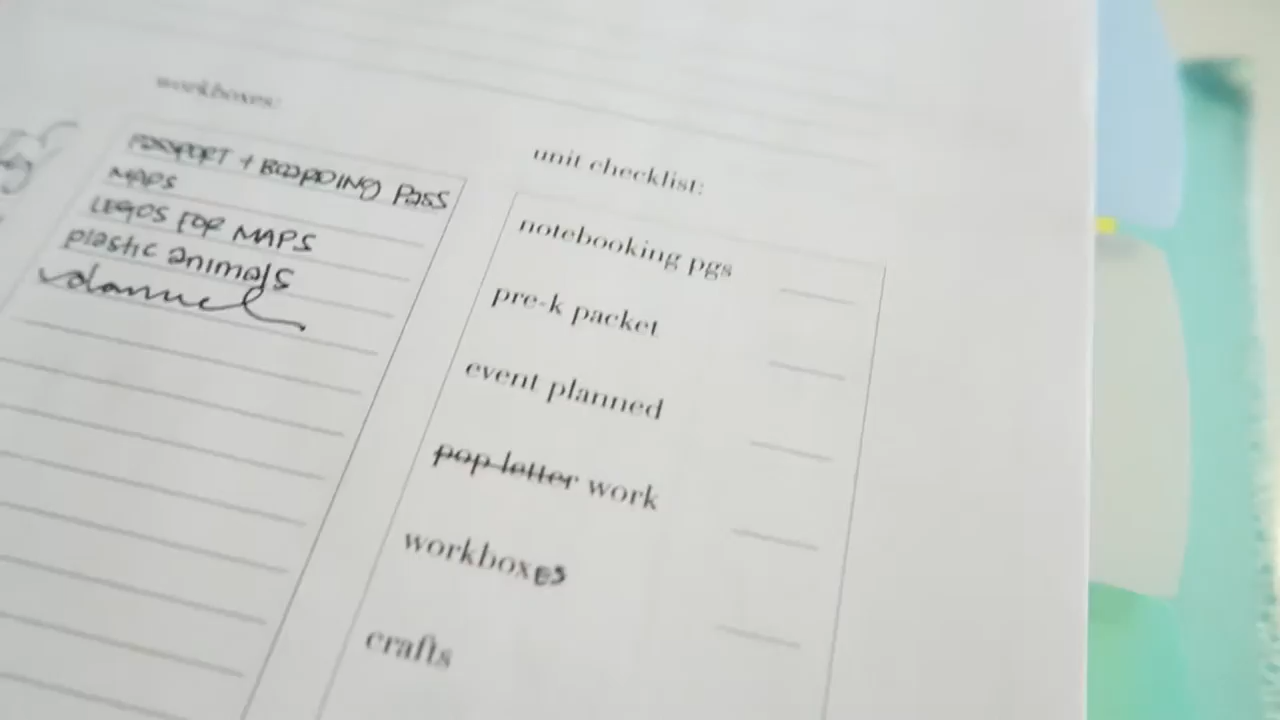 workboxes:
PASSPORT + BOARDING PASS
MAPS
LEGOS FOR MAPS
plastic animals
unit checklist:
notebooking pgs
pre-k packet
event planned
pop letter work
workboxes
crafts